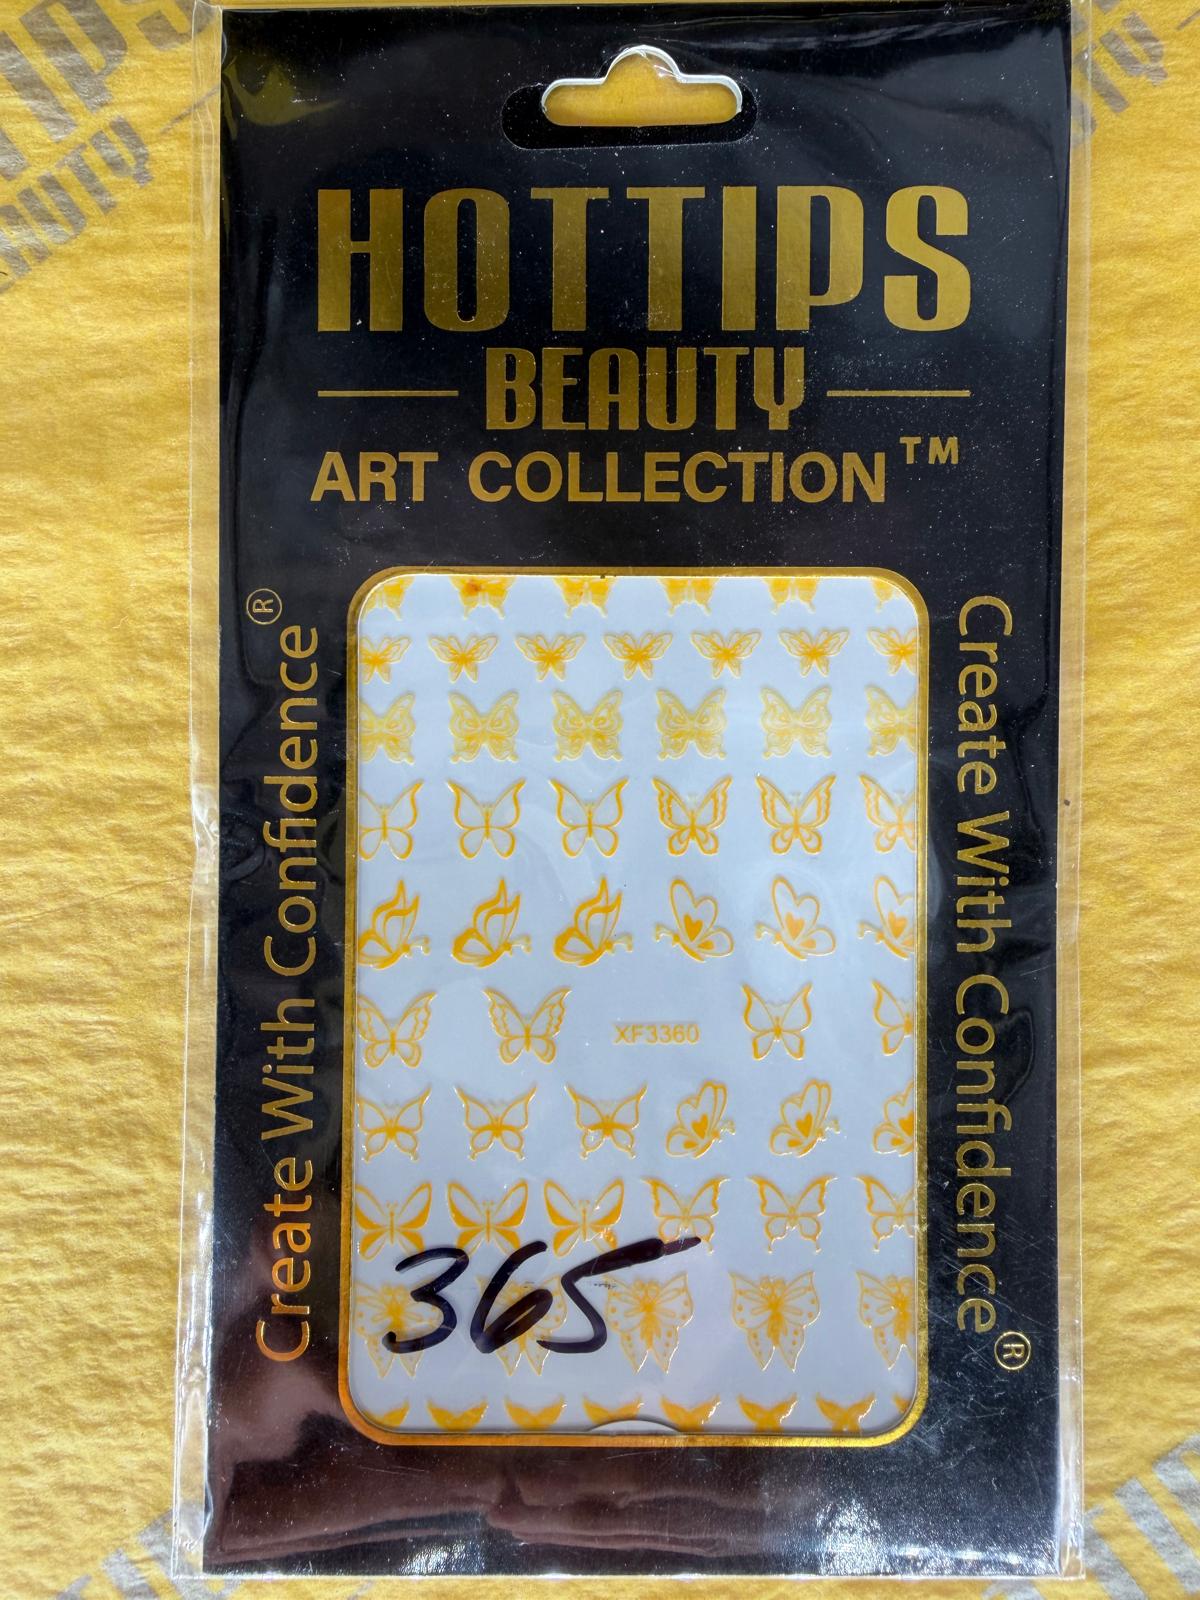 HOTTIPS
BEAUTY
ART COLLECTION™
Create With Confidence®
Create With Confidence®
XF3360
365